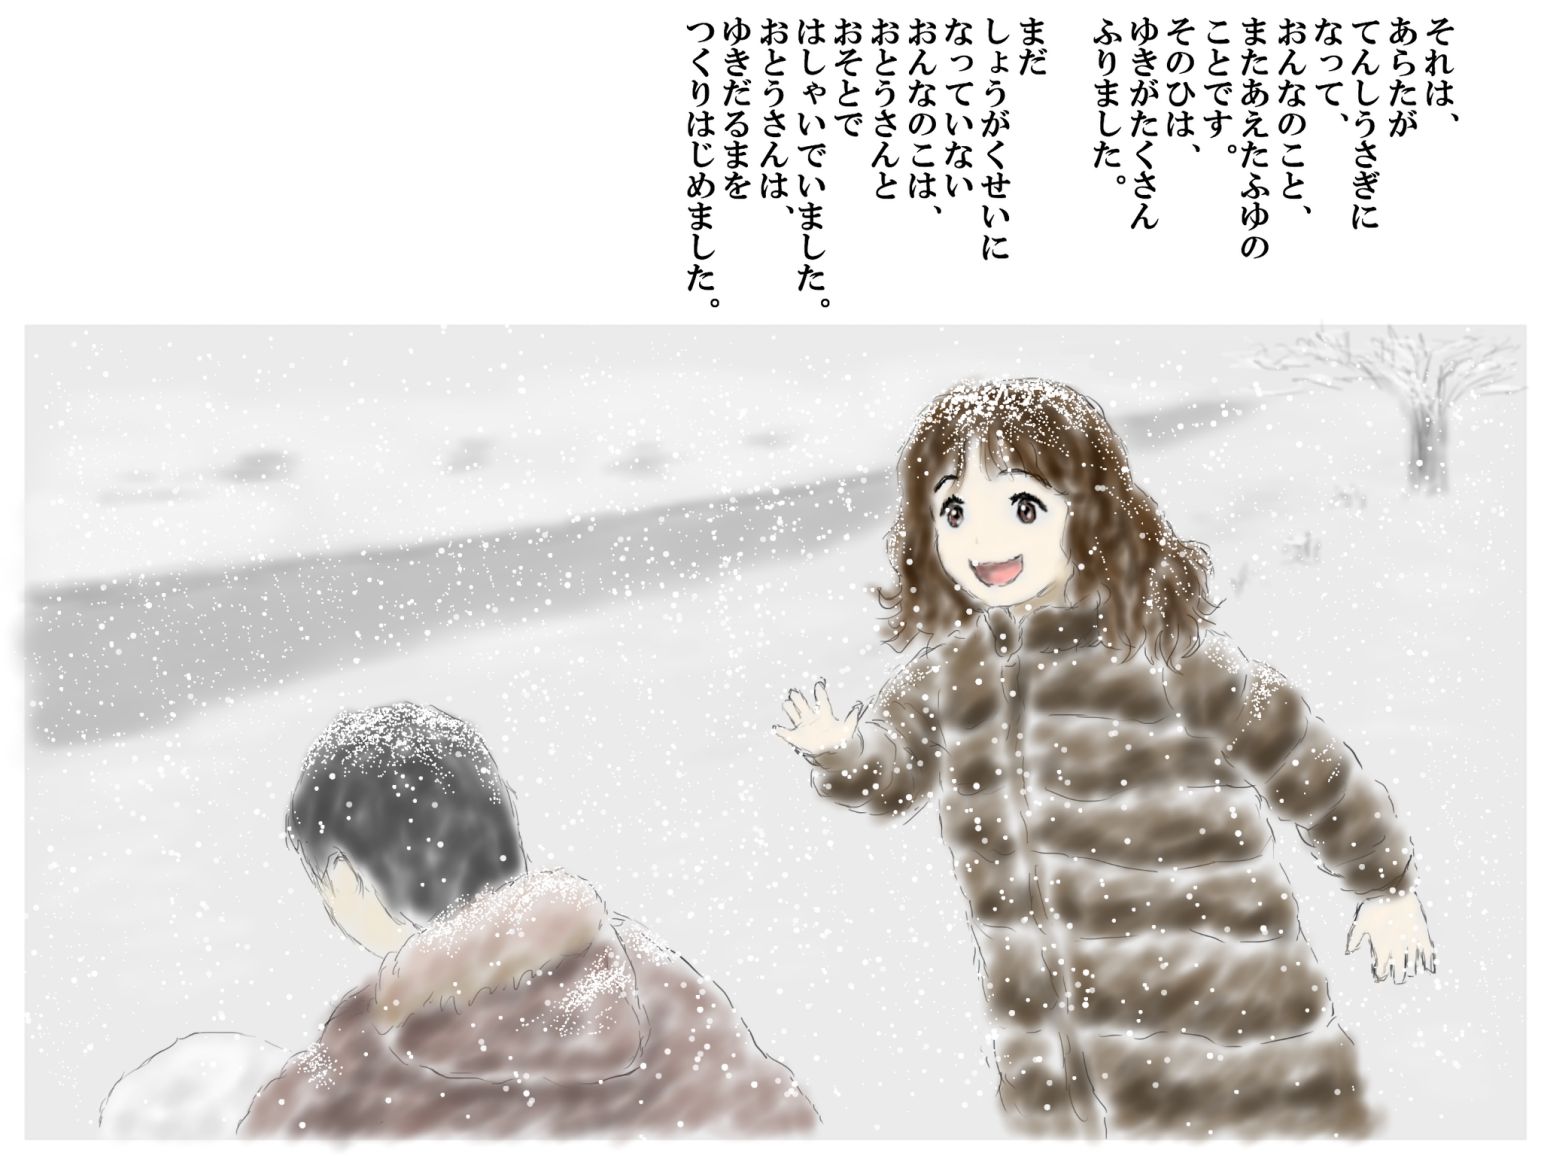 それは、
あらたが
てんしうさぎに
なって、
おんなのこと、
またあえたふゆの
ことです。
そのひは、
ゆきがたくさん
ふりました。
まだ
しょうがくせいに
なっていない
おんなのこは、
おとうさんと
おそとで
はしゃいでいました。
おとうさんは、
ゆきだるまを
つくりはじめました。